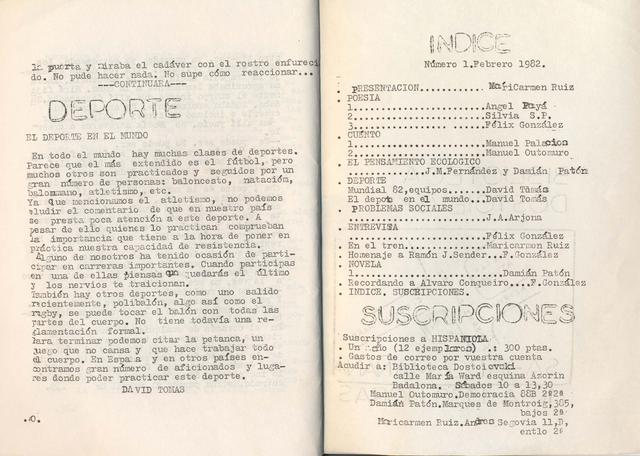 la puerta y miraba el cadáver con el rostro enfureci
do. No pude hacer nada. No supe cómo reaccionar...
---CONTINUARA---
DEPORTE
EL DEPORTE EN EL MUNDO
En todo el mundo hay muchas clases de deportes.
Parece que el más extendido es el fútbol, pero
muchos otros son practicados y seguidos por un
gran número de personas: baloncesto, natación,
balonmano, atletismo, etc.
Ya que mencionamos el atletismo, no podemos
eludir el comentario de que en nuestro país
se presta poca atención a este deporte. A
pesar de ello quienes lo practican comprueban
la importancia que tiene a la hora de poner en
práctica nuestra capacidad de resistencia.
Alguno de nosotros ha tenido ocasión de parti-
cipar en carreras importantes. Cuando participas
en una de ellas piensas que quedarás el último
y los nervios te traicionan.
También hay otros deportes, como uno salido
recientemente, polibalón, algo así como el
rugby, se puede tocar el balón con todas las
partes del cuerpo. No tiene todavía una re-
glamentación formal.
Para terminar podemos citar la petanca, un
juego que no cansa y que hace trabajar todo
el cuerpo. En España y en otros países en-
contramos gran número de aficionados y luga-
res donde poder practicar este deporte.
DAVID TOMAS
INDICE
Número 1.Febrero 1982.
. PRESENTACION...........MariCarmen Ruiz
. POESIA
1.................Angel Payá
2.................Silvia S.P.
3.................Félix González
CUENTO
1.................Manuel Palacios
2.................Manuel Outomuro
. EL PENSAMIENTO ECOLOGICO
.........J.M.Fernández y Damián Patón
DEPORTE
Mundial 82,equipos.....David Tomàs
El depote en el mundo...David Tomás
. PROBLEMAS SOCIALES
.................J.A.Arjona
. ENTREVISTA
.................Félix González
. En el tren..........Maricarmen Ruiz
. Homenaje a Ramón J.Sender...F.González
NOVELA
1...................Damián Patón
. Recordando a Alvaro Conqueiro...F.González
. INDICE. SUSCRIPCIONES.
SUSCRIPCIONES
Suscripciones a HISPANIOLA:
. Un año (12 ejemplares) .: 300 ptas.
. Gastos de correo por vuestra cuenta
Acudir a: Biblioteca Dostoievski
calle María Ward esquina Azorín
Badalona. Sábados 10 a 13,30
Manuel Outomuro.Democracia 88B 2º2ª
Damián Patón.Marques de Montroig,385,
bajos 2ª
Maricarmen Ruiz.Andres Segovia 11,D,
entlo 2ª